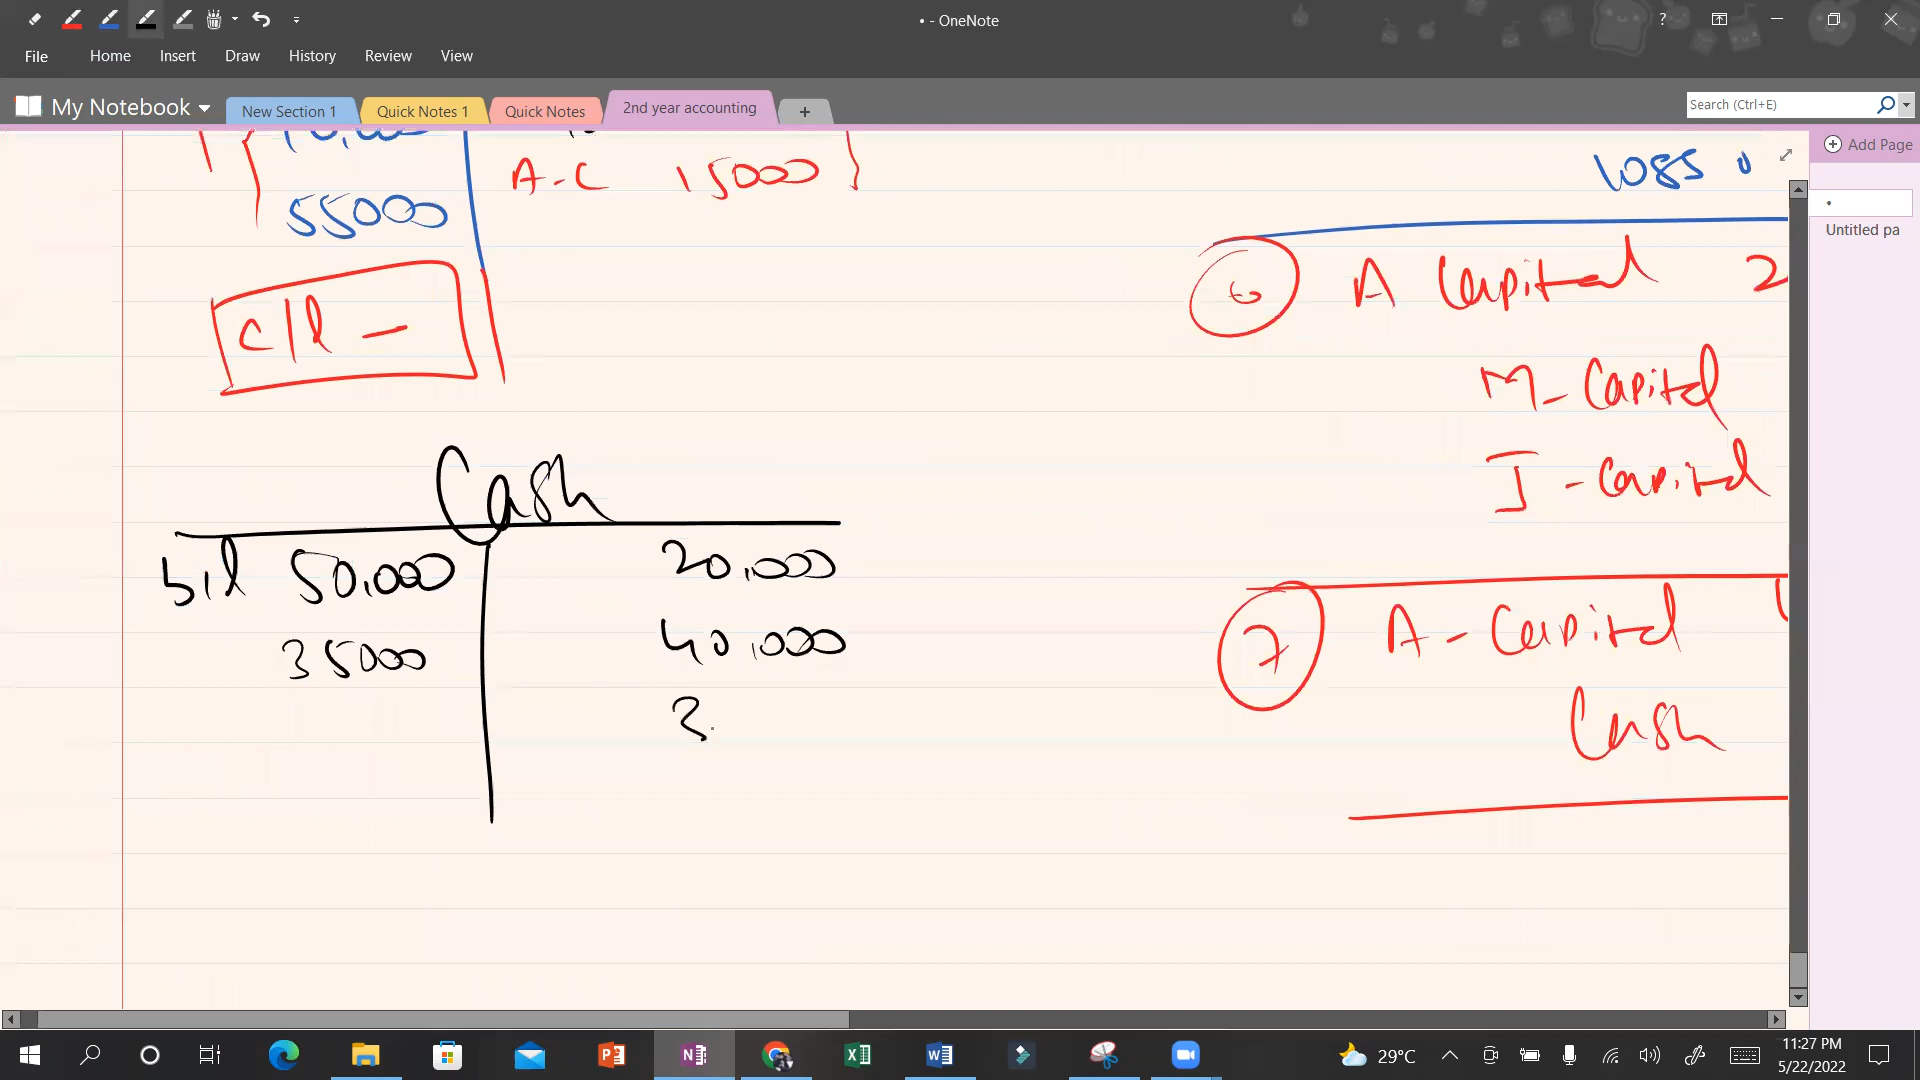 • - OneNote
?
File Home Insert Draw History Review View
My Notebook New Section 1 Quick Notes 1 Quick Notes 2nd year accounting +
Search (Ctrl+E)
Add Page
•
Untitled pa
A-C 15000
55000
c/d -
Cash
b/d 50,000 20,000
35000 40,000
3
loss
6 A Capital 2
M-Capital
I-Capital
7 A-Capital
Cash
29°C
11:27 PM
5/22/2022